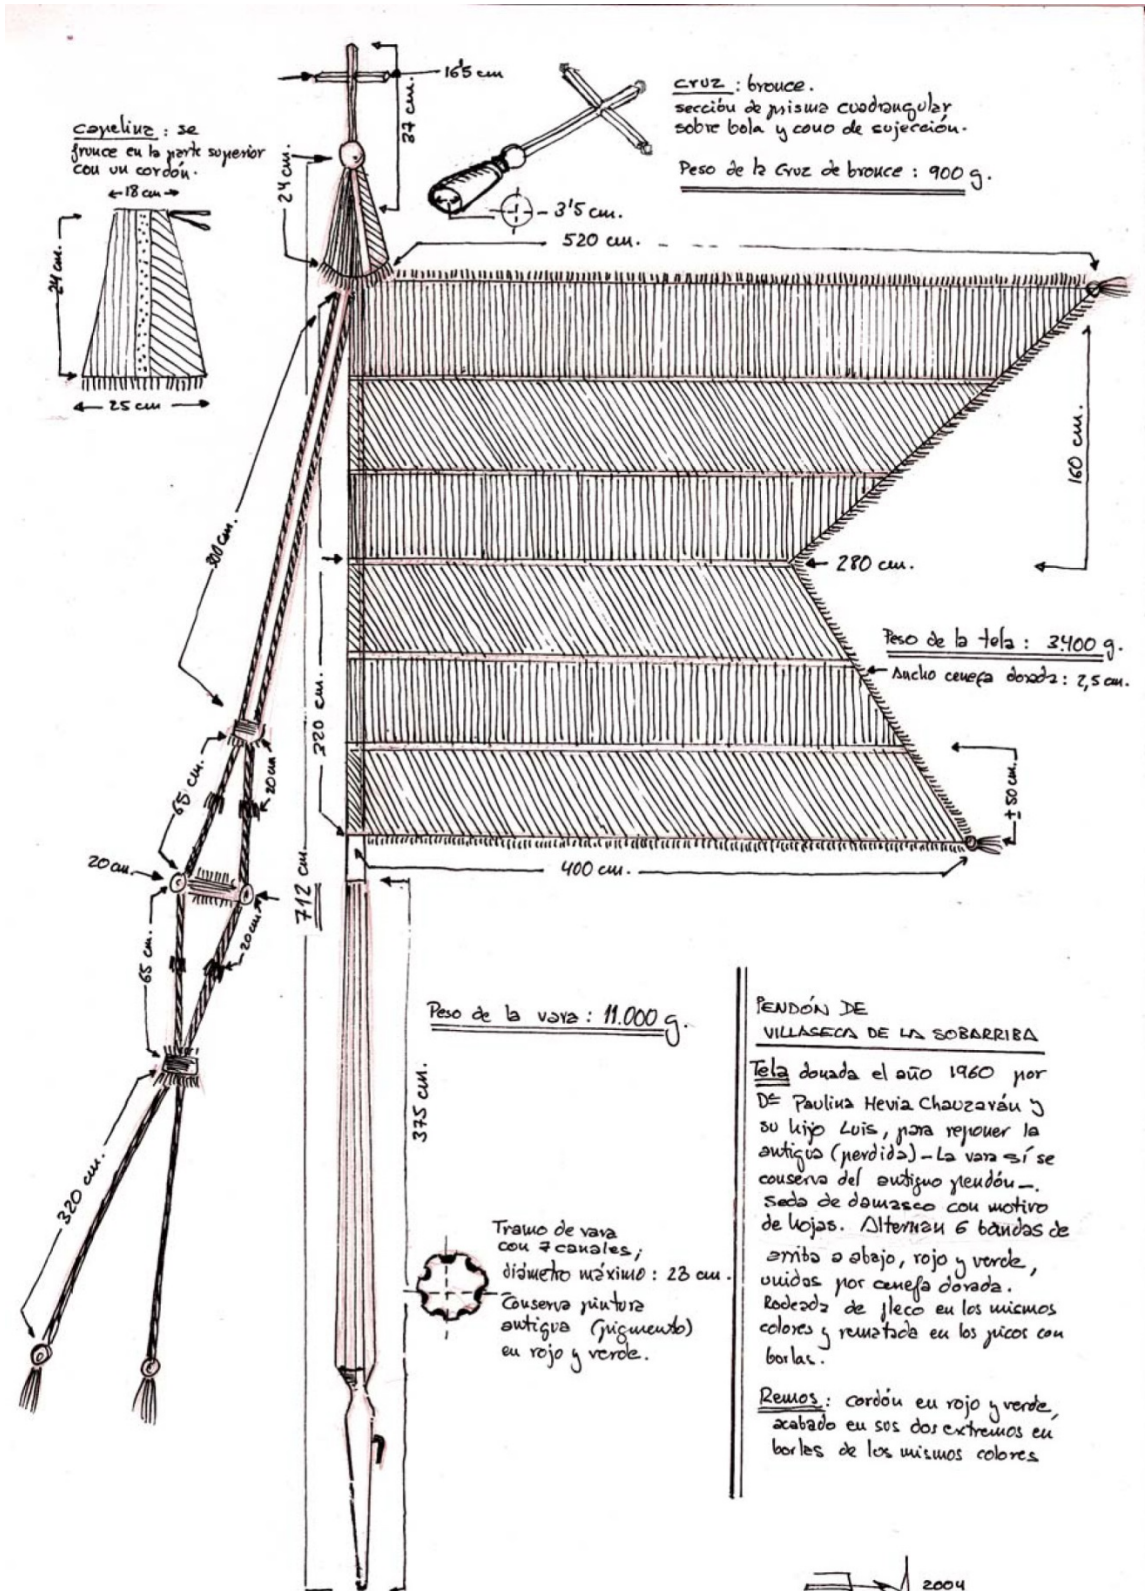 16'5 cm
37 cm.
cruz : bronce.
sección de prisma cuadrangular
sobre bola y cono de sujección.
Peso de la Cruz de bronce : 900 g.
capelina : se
frunce en la parte superior
con un cordón.
18 cm
24 cm.
25 cm
24 cm.
3'5 cm.
520 cm.
160 cm.
280 cm.
300 cm.
Peso de la tela : 3.400 g.
Ancho cenefa dorada : 2,5 cm.
320 cm.
± 50 cm.
65 cm.
20 cm
20 cm.
400 cm.
712 cm.
65 cm.
20 cm.
375 cm.
320 cm.
Peso de la vara : 11.000 g.
Tramo de vara
con 7 canales ;
diámetro máximo : 23 cm.
Conserva pintura
antigua (pigmento)
en rojo y verde.
PENDÓN DE
VILLASECA DE LA SOBARRIBA
Tela donada el año 1960 por
Dª Paulina Hevia Chanzaván y
su hijo Luis, para reponer la
antigua (perdida) - La vara sí se
conserva del antiguo pendón -.
Seda de damasco con motivo
de hojas. Alternan 6 bandas de
arriba a abajo, rojo y verde,
unidas por cenefa dorada.
Rodeada de fleco en los mismos
colores y rematada en los picos con
borlas.
Remos : cordón en rojo y verde,
acabado en sus dos extremos en
borlas de los mismos colores
2004